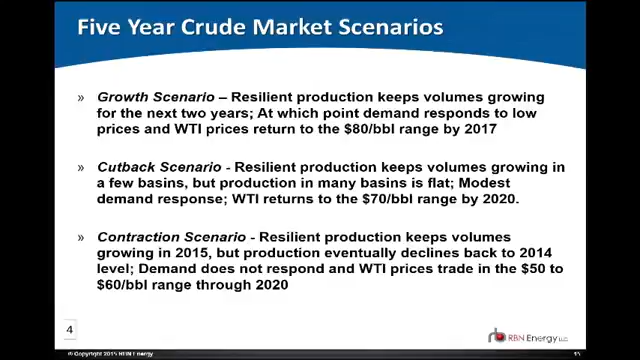 Five Year Crude Market Scenarios
» Growth Scenario – Resilient production keeps volumes growing
for the next two years; At which point demand responds to low
prices and WTI prices return to the $80/bbl range by 2017
» Cutback Scenario - Resilient production keeps volumes growing in
a few basins, but production in many basins is flat; Modest
demand response; WTI returns to the $70/bbl range by 2020.
» Contraction Scenario - Resilient production keeps volumes
growing in 2015, but production eventually declines back to 2014
level; Demand does not respond and WTI prices trade in the $50 to
$60/bbl range through 2020
4
RBN Energy LLC
© Copyright 2015 RBN Energy